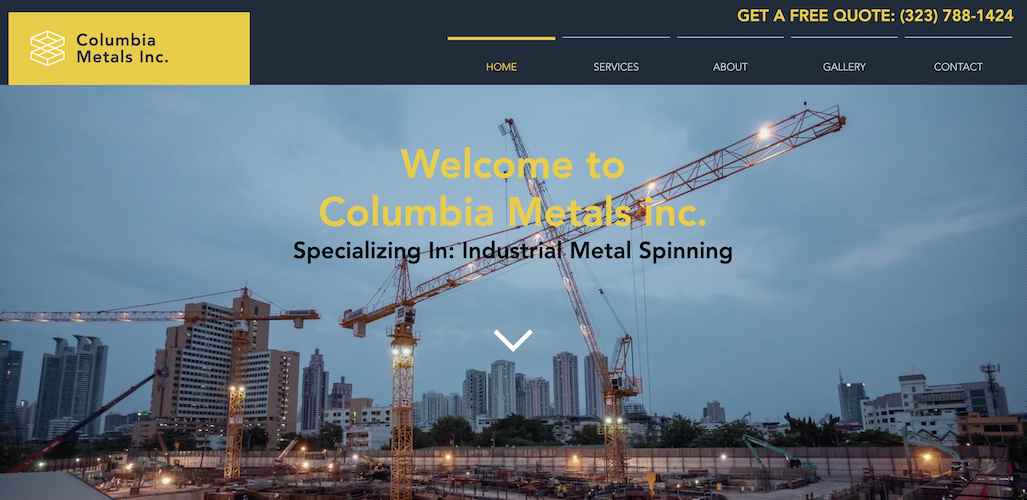 GET A FREE QUOTE: (323) 788-1424
Columbia
Metals Inc.
HOME
SERVICES
ABOUT
GALLERY
CONTACT
Welcome to
Columbia Metals inc.
Specializing In: Industrial Metal Spinning